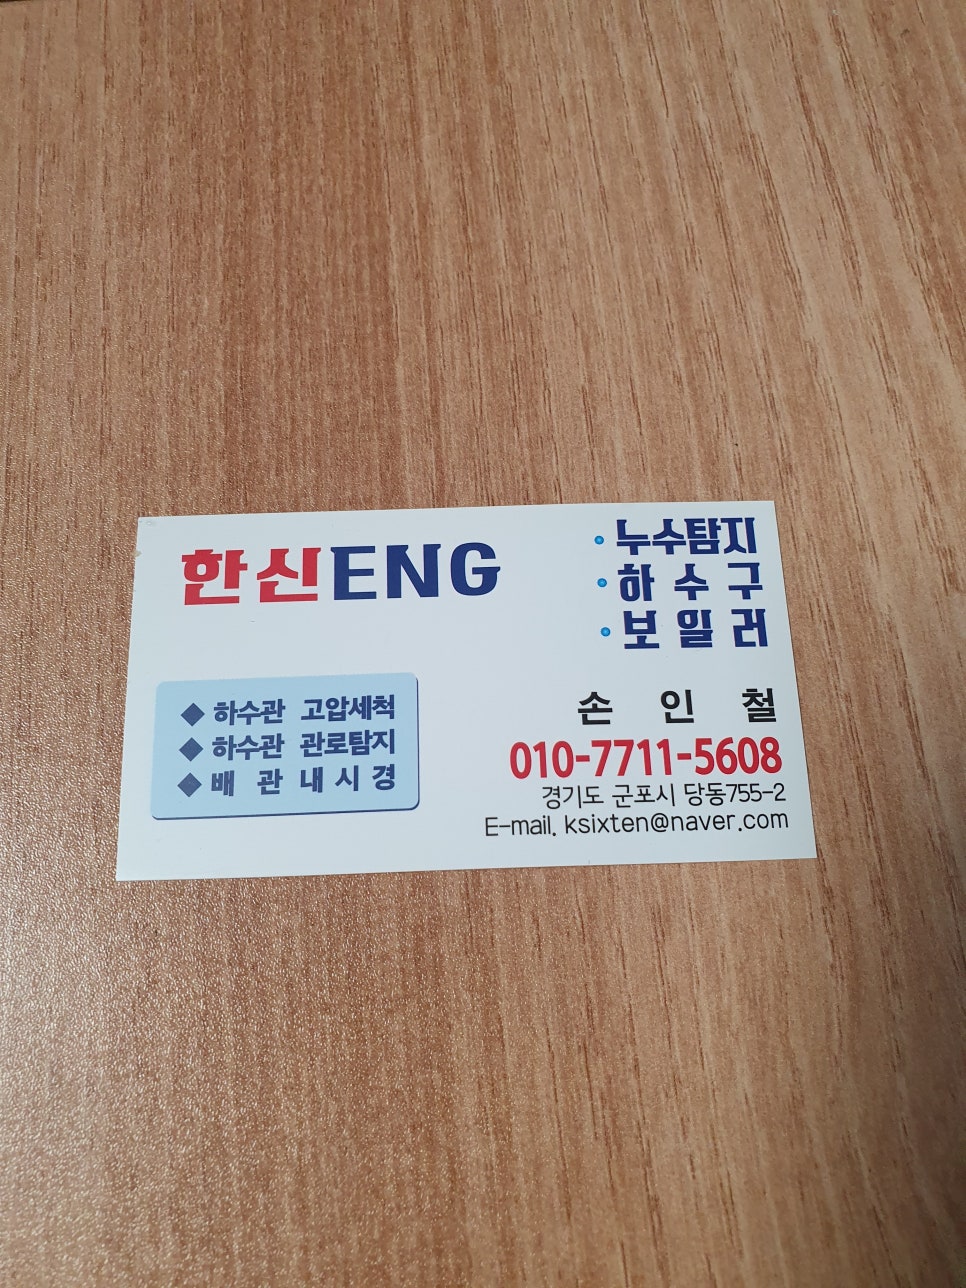 한신ENG
• 누수탐지
• 하 수 구
• 보 일 러
◆ 하수관 고압세척
◆ 하수관 관로탐지
◆ 배 관 내 시 경
손 인 철
010-7711-5608
경기도 군포시 당동755-2
E-mail. ksixten@naver.com